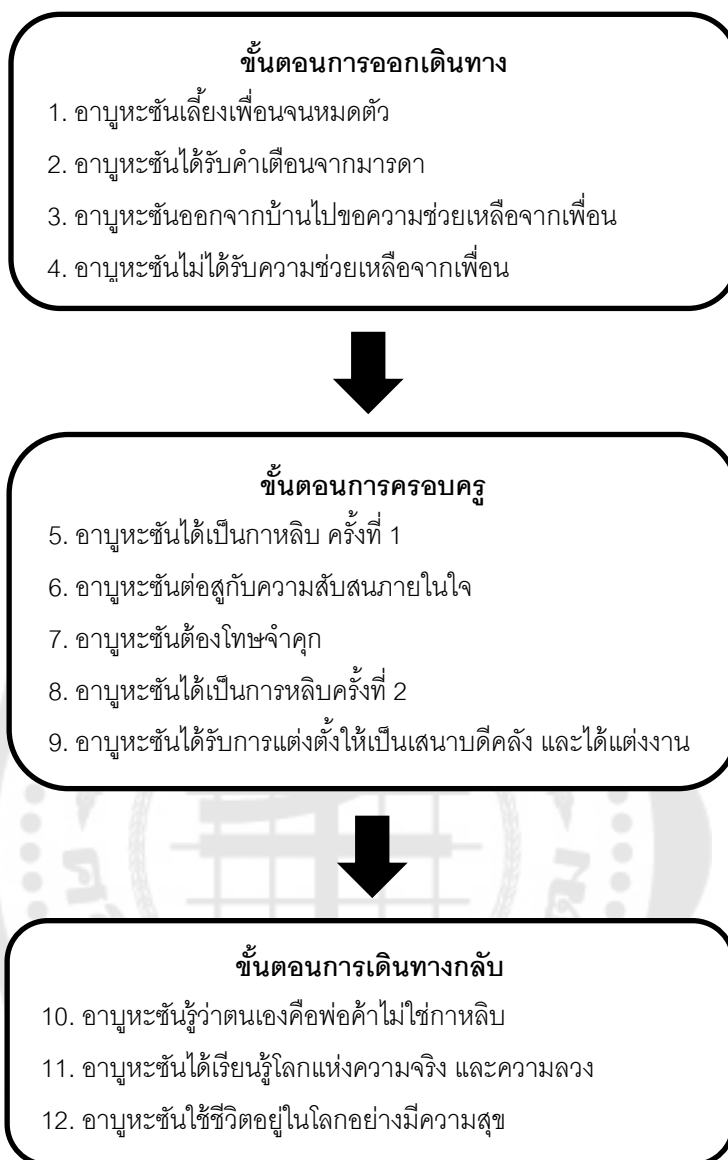 ขั้นตอนการออกเดินทาง
1. อาบูหะซันเลี้ยงเพื่อนจนหมดตัว
2. อาบูหะซันได้รับคำเตือนจากมารดา
3. อาบูหะซันออกจากบ้านไปขอความช่วยเหลือจากเพื่อน
4. อาบูหะซันไม่ได้รับความช่วยเหลือจากเพื่อน
ขั้นตอนการครอบครู
5. อาบูหะซันได้เป็นกาหลิบ ครั้งที่ 1
6. อาบูหะซันต่อสู้กับความสับสนภายในใจ
7. อาบูหะซันต้องโทษจำคุก
8. อาบูหะซันได้เป็นการหลิบครั้งที่ 2
9. อาบูหะซันได้รับการแต่งตั้งให้เป็นเสนาบดีคลัง และได้แต่งงาน
ขั้นตอนการเดินทางกลับ
10. อาบูหะซันรู้ว่าตนเองคือพ่อค้าไม่ใช่กาหลิบ
11. อาบูหะซันได้เรียนรู้โลกแห่งความจริง และความลวง
12. อาบูหะซันใช้ชีวิตอยู่ในโลกอย่างมีความสุข